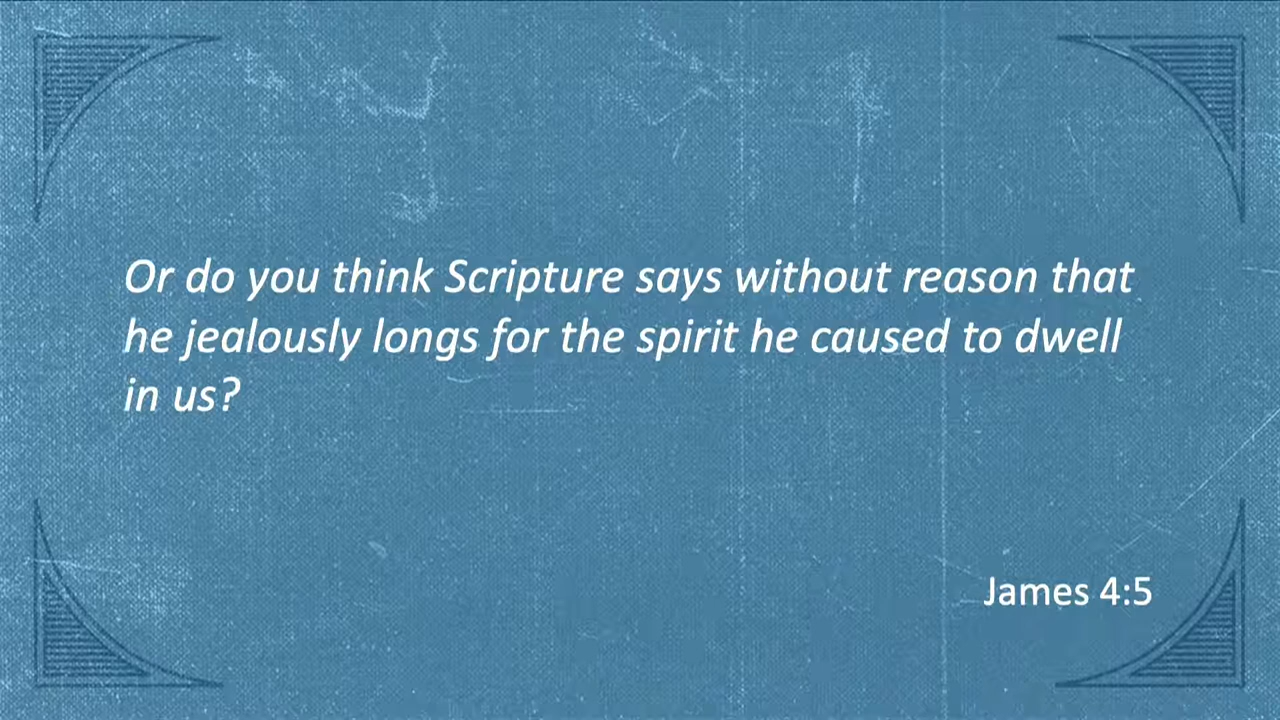 Or do you think Scripture says without reason that
he jealously longs for the spirit he caused to dwell
in us?
James 4:5